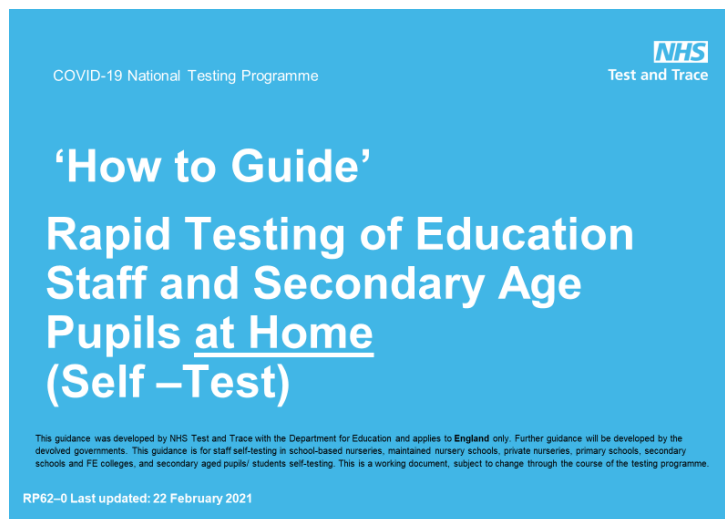 NHS
COVID-19 National Testing Programme
Test and Trace
‘How to Guide’
Rapid Testing of Education
Staff and Secondary Age
Pupils at Home
(Self –Test)
This guidance was developed by NHS Test and Trace with the Department for Education and applies to England only. Further guidance will be developed by the
devolved governments. This guidance is for staff self-testing in school-based nurseries, maintained nursery schools, private nurseries, primary schools, secondary
schools and FE colleges, and secondary aged pupils/ students self-testing. This is a working document, subject to change through the course of the testing programme.
RP62–0 Last updated: 22 February 2021